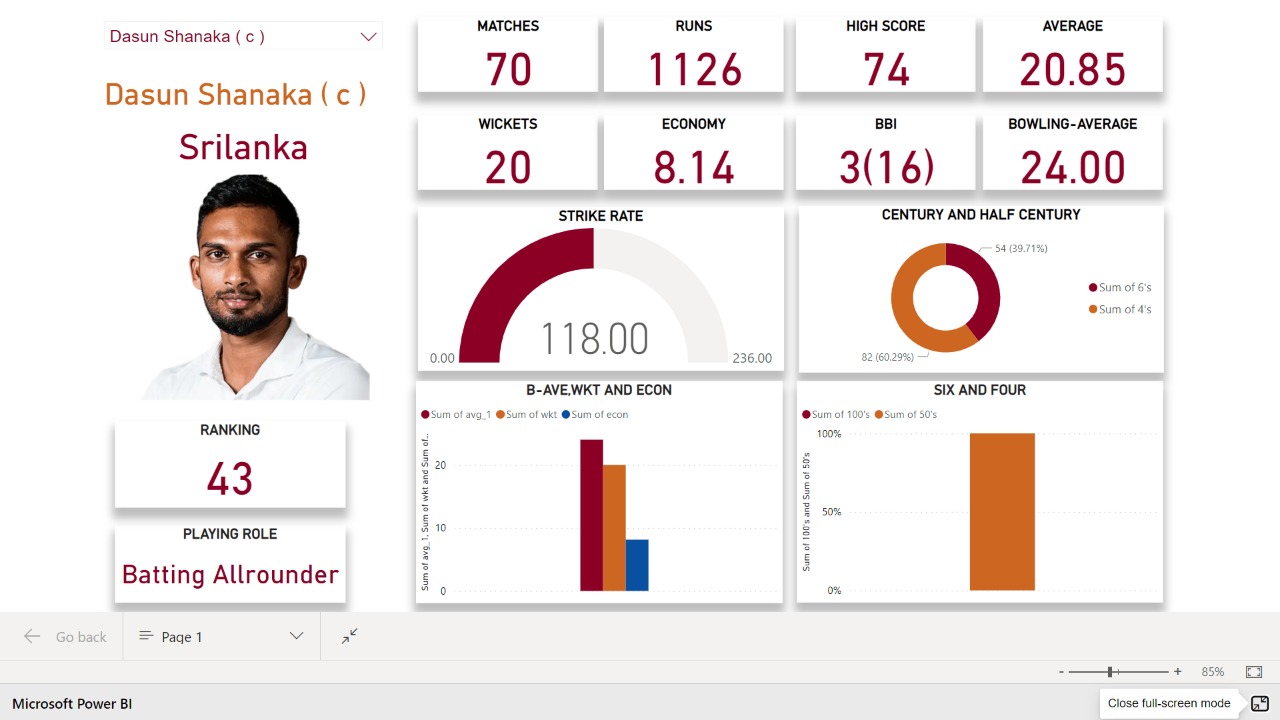 Dasun Shanaka ( c )
Dasun Shanaka ( c )
Srilanka
RANKING
43
PLAYING ROLE
Batting Allrounder
MATCHES
70
RUNS
1126
HIGH SCORE
74
AVERAGE
20.85
WICKETS
20
ECONOMY
8.14
BBI
3(16)
BOWLING-AVERAGE
24.00
STRIKE RATE
118.00
0.00
236.00
CENTURY AND HALF CENTURY
54 (39.71%)
82 (60.29%)
Sum of 6's
Sum of 4's
B-AVE,WKT AND ECON
Sum of avg_1 Sum of wkt Sum of econ
Sum of avg_1, Sum of wkt and Sum of...
20
10
0
SIX AND FOUR
Sum of 100's Sum of 50's
Sum of 100's and Sum of 50's
100%
50%
0%
Go back
Page 1
- + 85%
Microsoft Power BI
Close full-screen mode